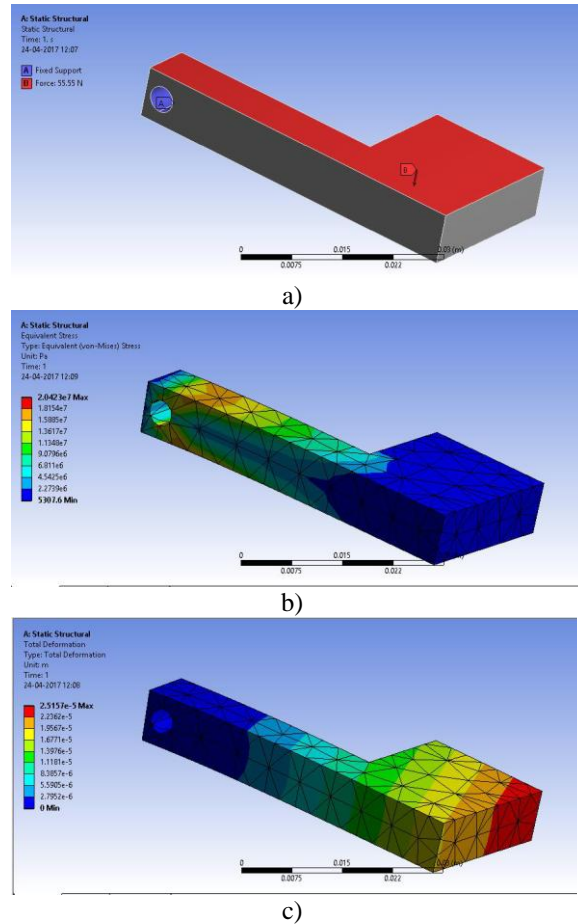 A: Static Structural
Static Structural
Time: 1. s
24-04-2017 12:07
A Fixed Support
B Force: 55.55 N
A
B
0 0.015 0.03 (m)
0.0075 0.022
a)
A: Static Structural
Equivalent Stress
Type: Equivalent (von-Mises) Stress
Unit: Pa
Time: 1
24-04-2017 12:09
2.0423e7 Max
1.8154e7
1.5885e7
1.3617e7
1.1348e7
9.0796e6
6.811e6
4.5425e6
2.2739e6
5307.6 Min
0 0.015
0.0075 0.022
b)
A: Static Structural
Total Deformation
Type: Total Deformation
Unit: m
Time: 1
24-04-2017 12:08
2.5157e-5 Max
2.2362e-5
1.9567e-5
1.6771e-5
1.3976e-5
1.1181e-5
8.3857e-6
5.5905e-6
2.7952e-6
0 Min
0 0.015
0.0075 0.022
c)